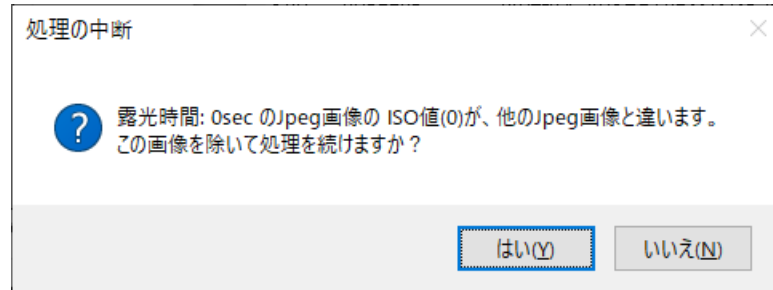 処理の中断
露光時間: 0sec のJpeg画像の ISO値(0)が、他のJpeg画像と違います。
この画像を除いて処理を続けますか？
はい(Y)
いいえ(N)